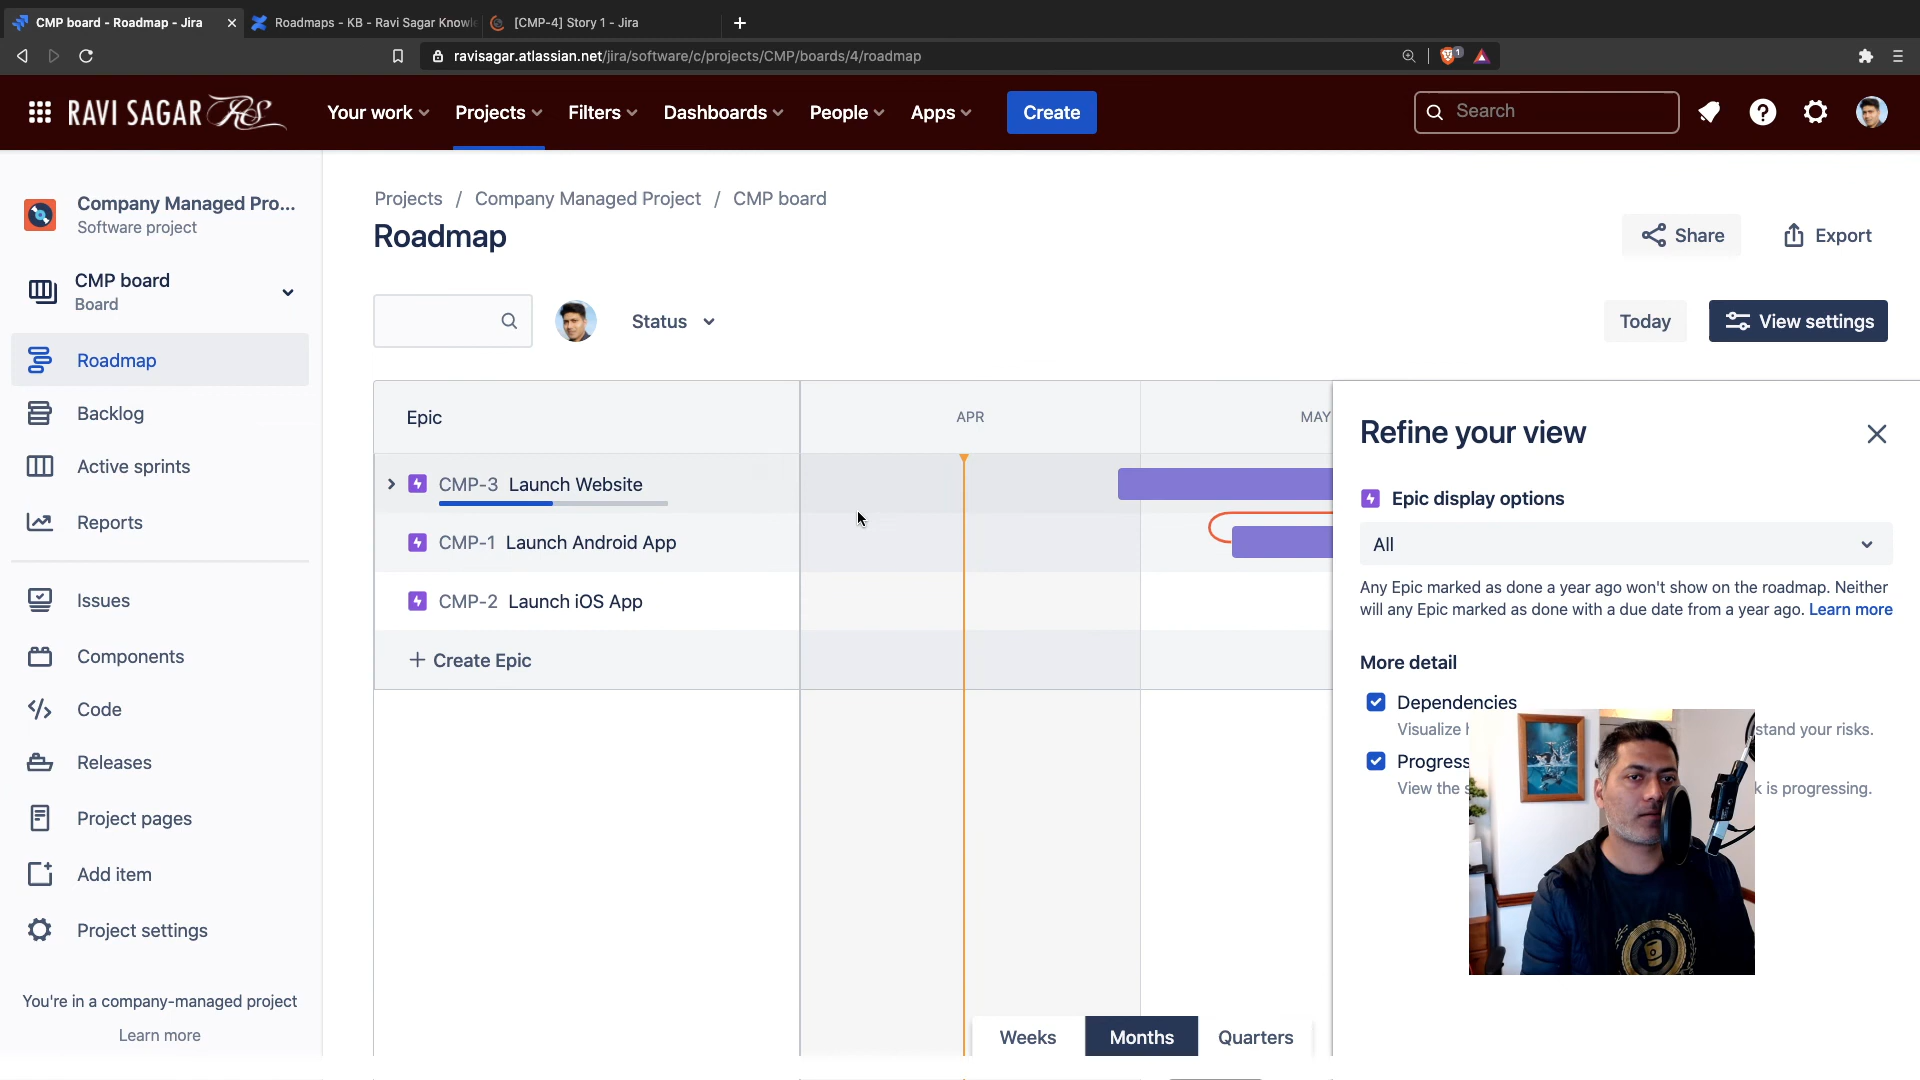 CMP board - Roadmap - Jira
Roadmaps - KB - Ravi Sagar Knowle
[CMP-4] Story 1 - Jira
ravisagar.atlassian.net/jira/software/c/projects/CMP/boards/4/roadmap
1
RAVI SAGAR RS
Your work
Projects
Filters
Dashboards
People
Apps
Create
Search
Company Managed Pro...
Software project
CMP board
Board
Roadmap
Backlog
Active sprints
Reports
Issues
Components
Code
Releases
Project pages
Add item
Project settings
You're in a company-managed project
Learn more
Projects / Company Managed Project / CMP board
Roadmap
Share
Export
Status
Today
View settings
Epic
APR
MAY
CMP-3 Launch Website
CMP-1 Launch Android App
CMP-2 Launch iOS App
+ Create Epic
Weeks
Months
Quarters
Refine your view
Epic display options
All
Any Epic marked as done a year ago won't show on the roadmap. Neither
will any Epic marked as done with a due date from a year ago. Learn more
More detail
Dependencies
Visualize stand your risks.
Progress
View the is progressing.